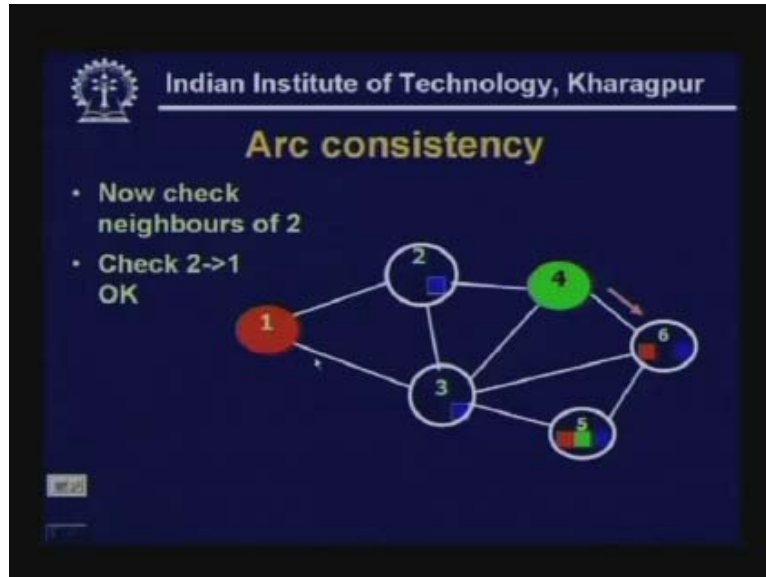 Indian Institute of Technology, Kharagpur
Arc consistency
• Now check
neighbours of 2
• Check 2->1
OK
1
2
3
4
5
6